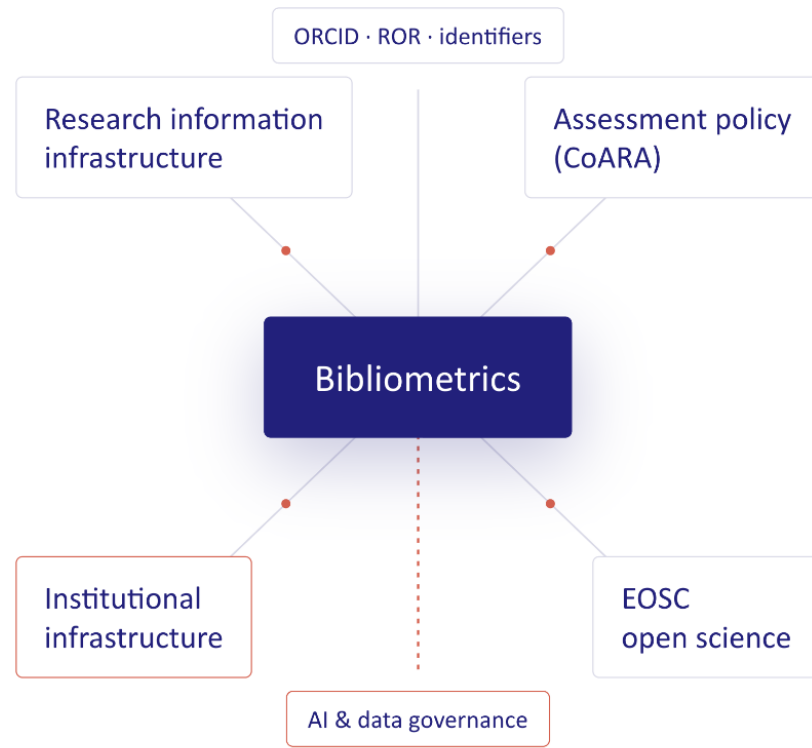 ORCID · ROR · identifiers
Research information
infrastructure
Assessment policy
(CoARA)
Bibliometrics
Institutional
infrastructure
EOSC
open science
AI & data governance